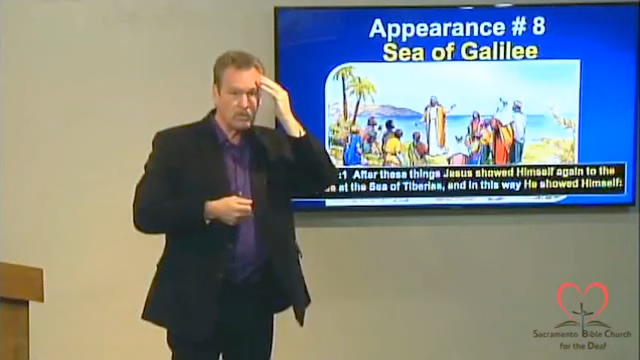 Appearance # 8
Sea of Galilee
:1 After these things Jesus showed Himself again to the
at the Sea of Tiberias, and in this way He showed Himself:
Sacramento Bible Church
for the Deaf